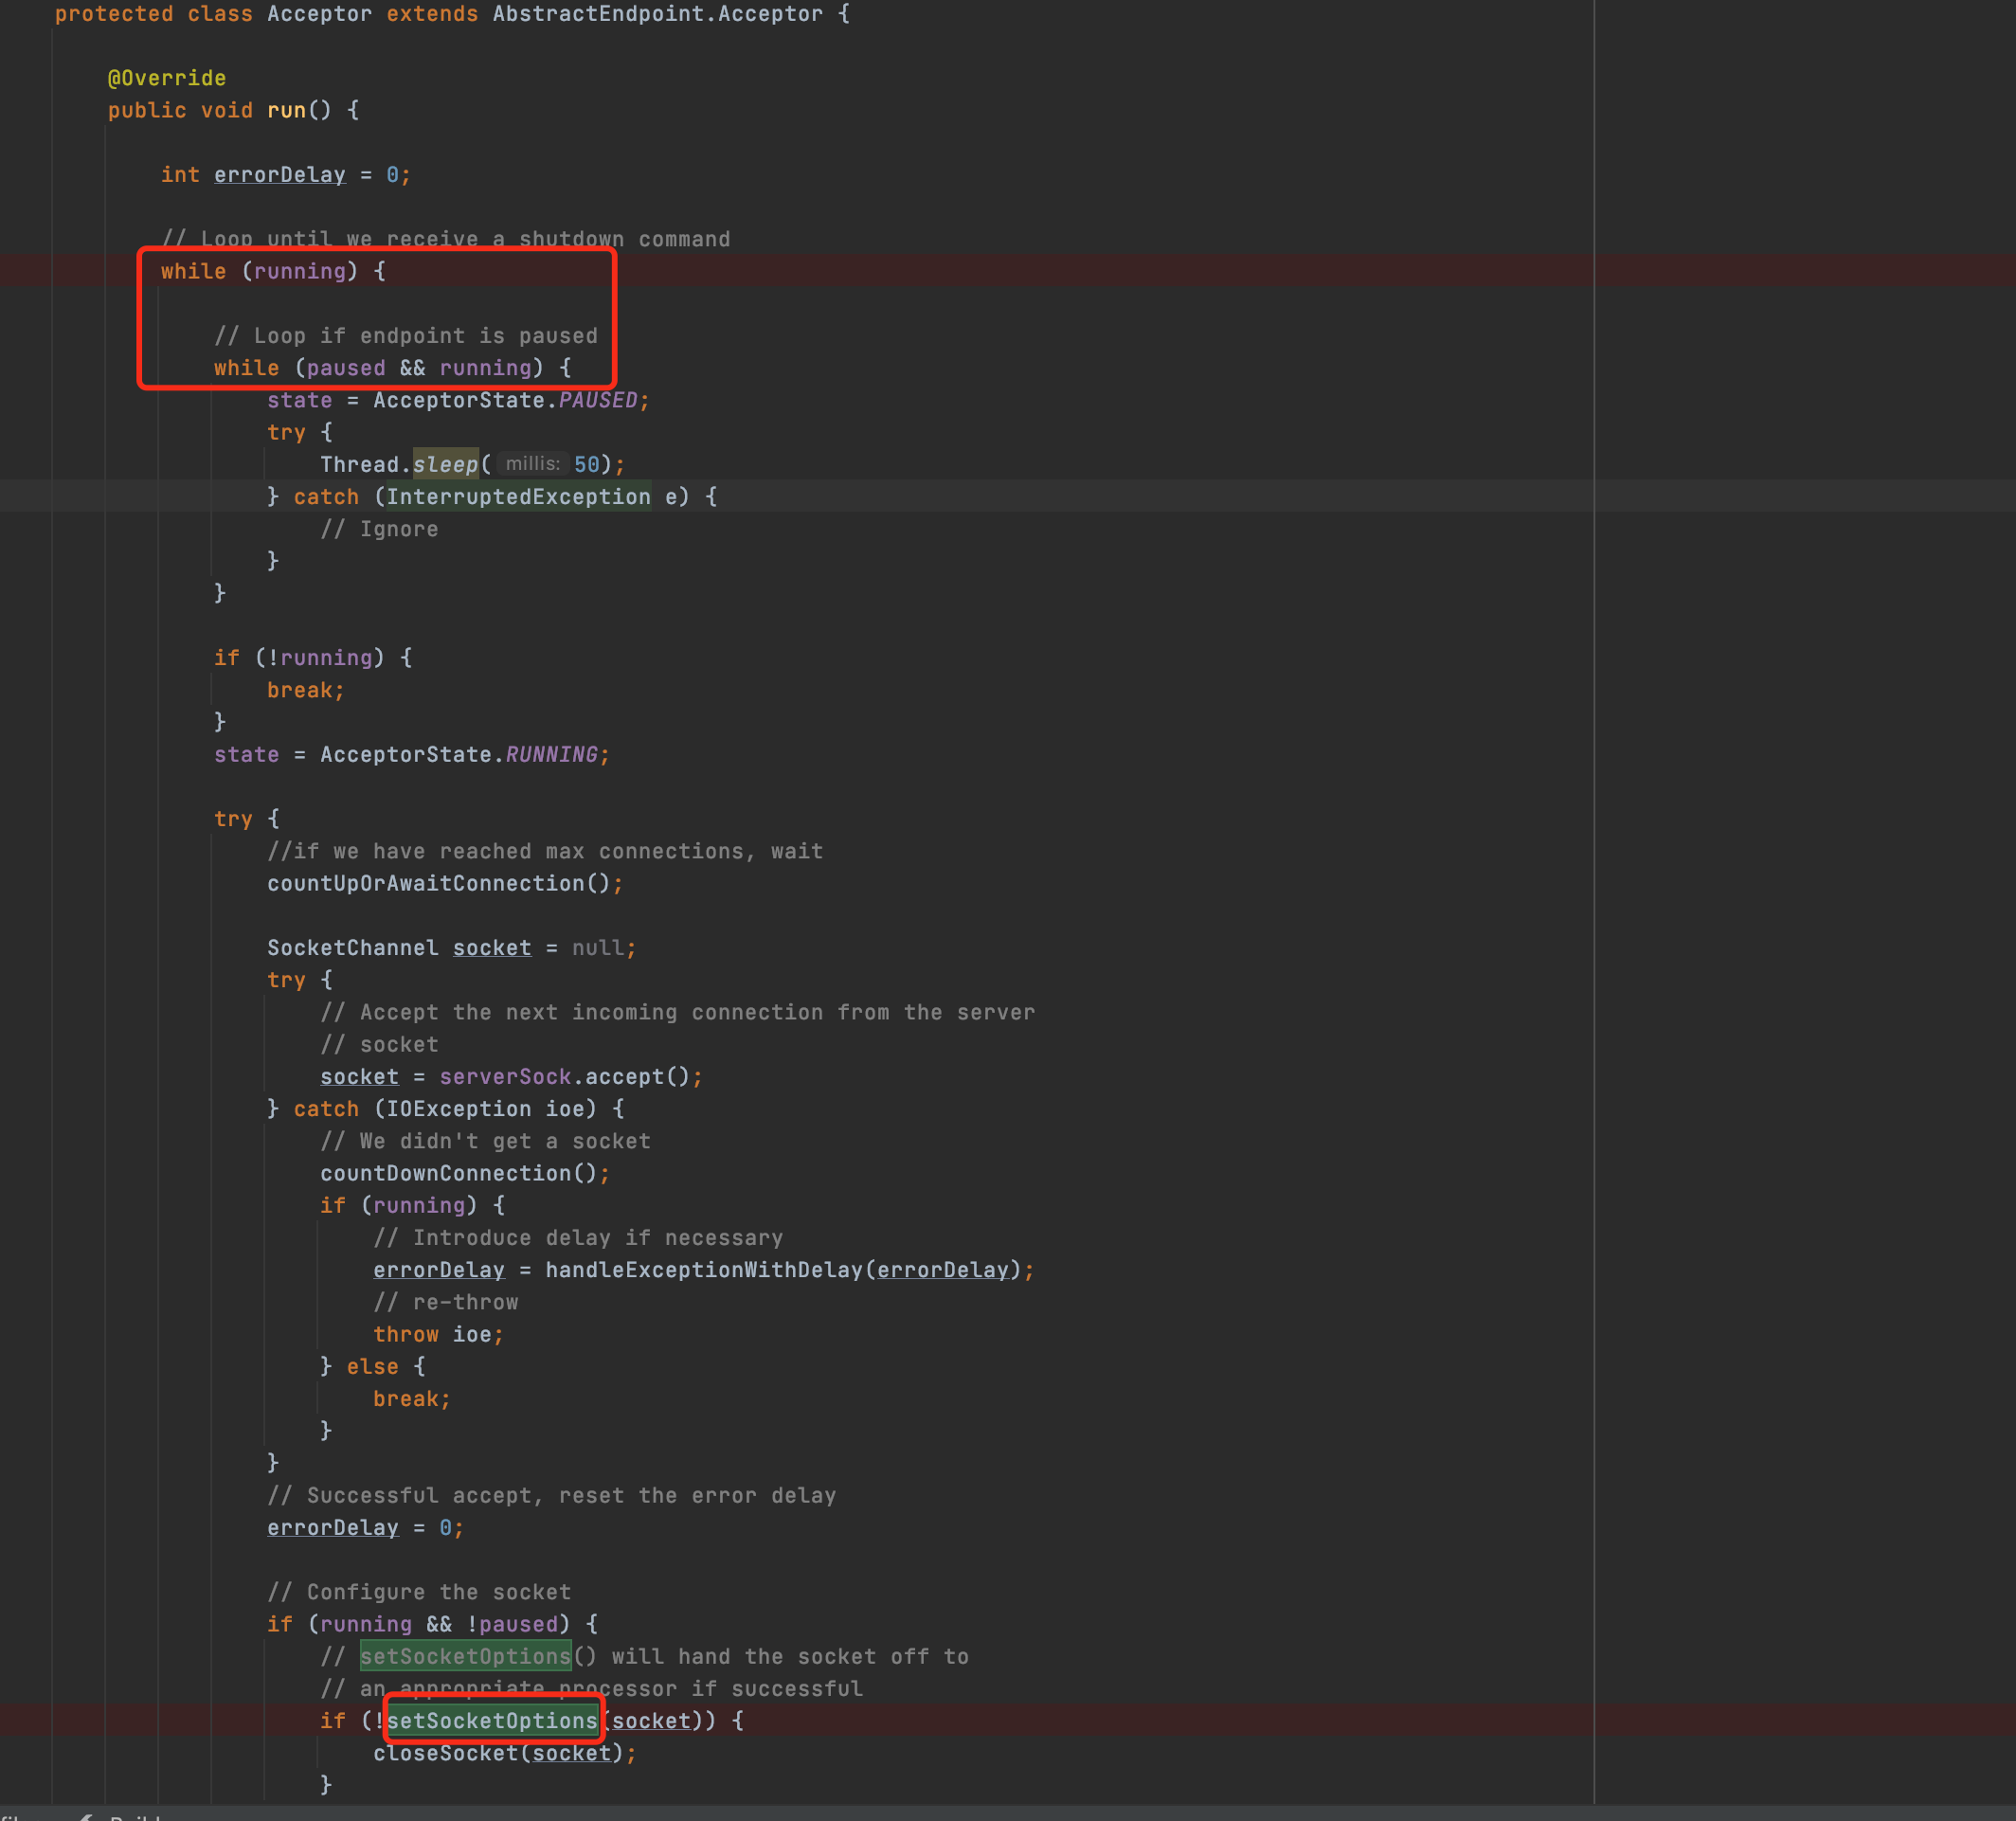 protected class Acceptor extends AbstractEndpoint.Acceptor {
@Override
public void run() {
int errorDelay = 0;
// Loop until we receive a shutdown command
while (running) {
// Loop if endpoint is paused
while (paused && running) {
state = AcceptorState.PAUSED;
try {
Thread.sleep( millis: 50);
} catch (InterruptedException e) {
// Ignore
}
}
if (!running) {
break;
}
state = AcceptorState.RUNNING;
try {
//if we have reached max connections, wait
countUpOrAwaitConnection();
SocketChannel socket = null;
try {
// Accept the next incoming connection from the server
// socket
socket = serverSock.accept();
} catch (IOException ioe) {
// We didn't get a socket
countDownConnection();
if (running) {
// Introduce delay if necessary
errorDelay = handleExceptionWithDelay(errorDelay);
// re-throw
throw ioe;
} else {
break;
}
}
// Successful accept, reset the error delay
errorDelay = 0;
// Configure the socket
if (running && !paused) {
// setSocketOptions() will hand the socket off to
// an appropriate processor if successful
if (!setSocketOptions(socket)) {
closeSocket(socket);
}